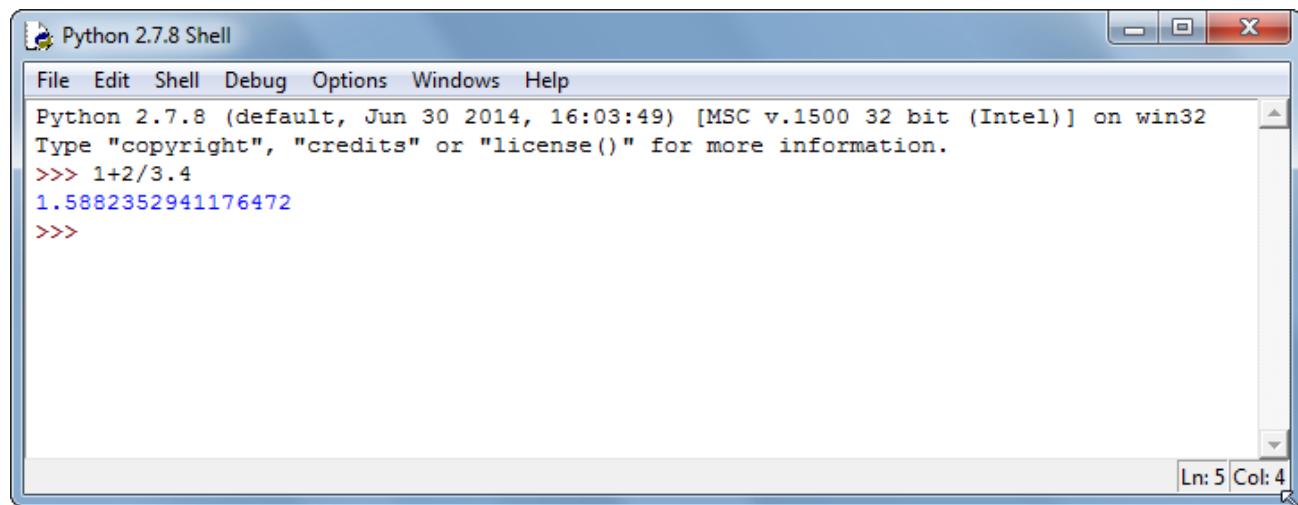 Python 2.7.8 Shell
File Edit Shell Debug Options Windows Help
Python 2.7.8 (default, Jun 30 2014, 16:03:49) [MSC v.1500 32 bit (Intel)] on win32
Type "copyright", "credits" or "license()" for more information.
>>> 1+2/3.4
1.5882352941176472
>>>
Ln: 5 Col: 4